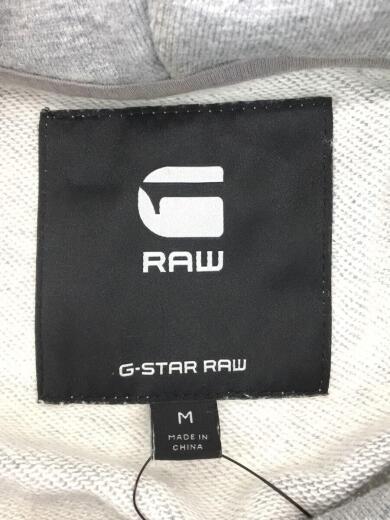 G
RAW
G-STAR RAW
M
MADE IN
CHINA